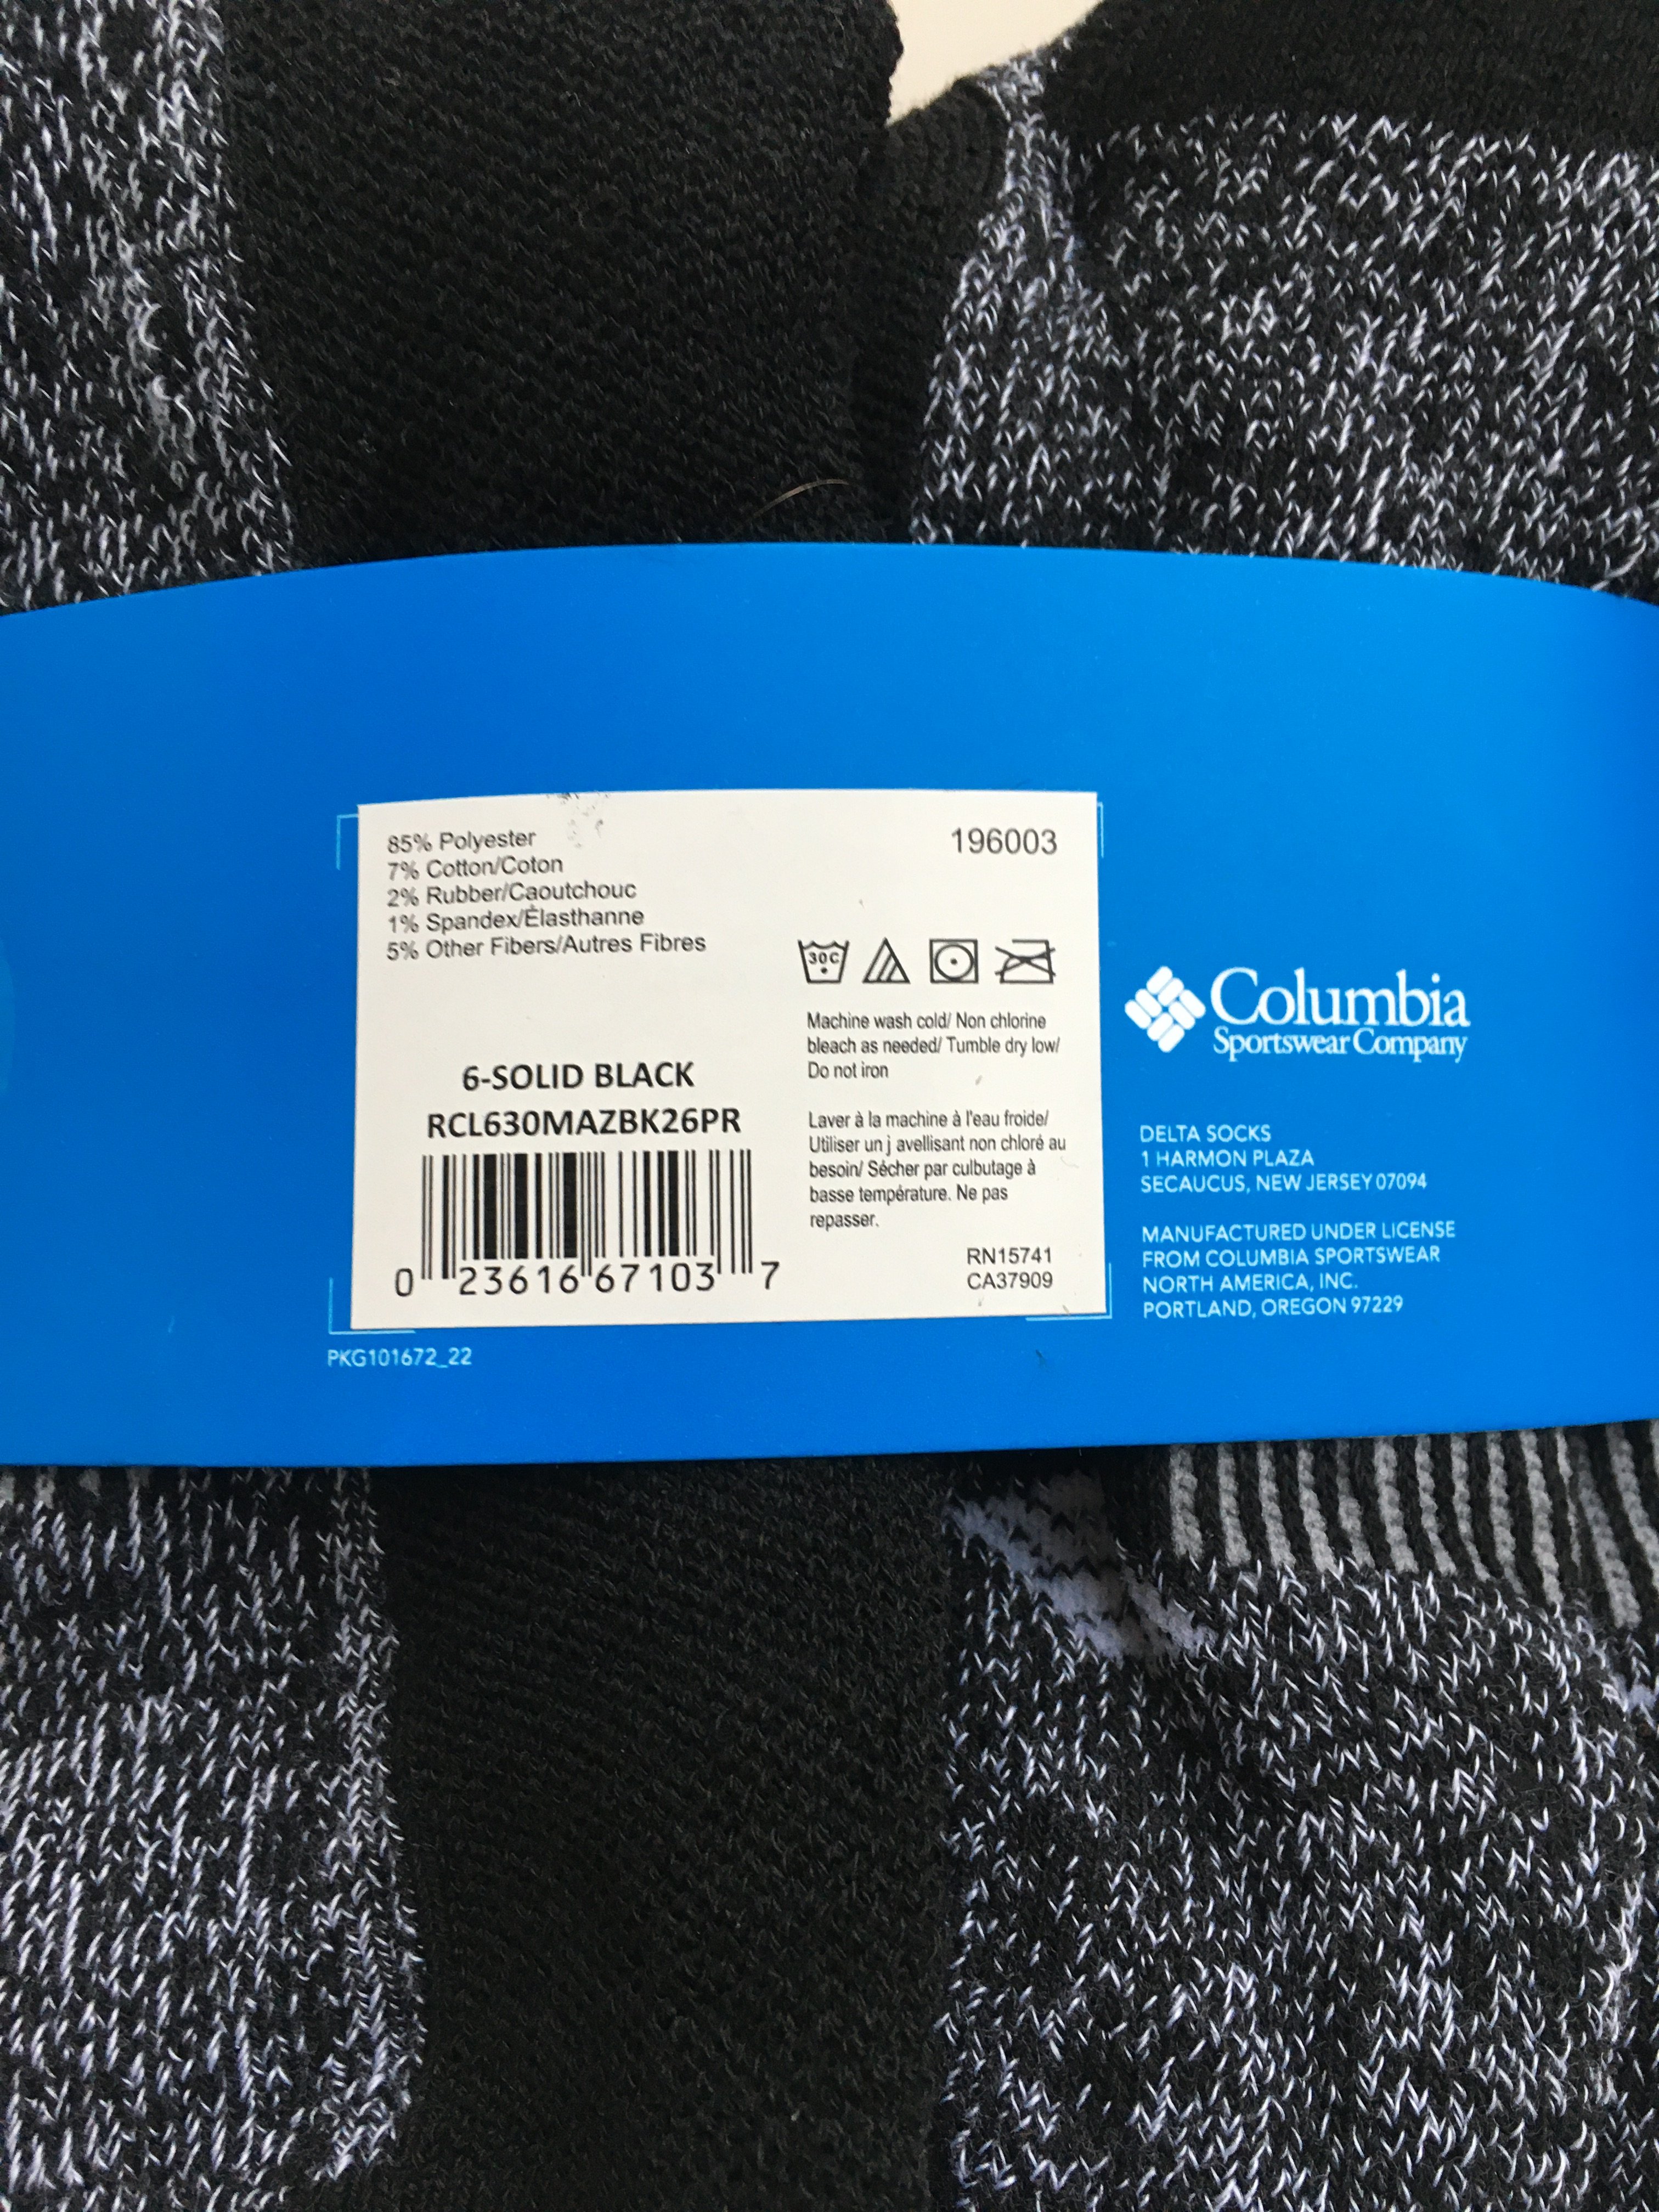 85% Polyester
7% Cotton/Coton
2% Rubber/Caoutchouc
1% Spandex/Élasthanne
5% Other Fibers/Autres Fibres
196003
30C
Machine wash cold/ Non chlorine
bleach as needed/ Tumble dry low/
Do not iron
Laver à la machine à l'eau froide/
Utiliser un j avellisant non chloré au
besoin/ Sécher par culbutage à
basse température. Ne pas
repasser.
RN15741
CA37909
6-SOLID BLACK
RCL630MAZBK26PR
0 23616 67103 7
PKG101672_22
Columbia
Sportswear Company
DELTA SOCKS
1 HARMON PLAZA
SECAUCUS, NEW JERSEY 07094
MANUFACTURED UNDER LICENSE
FROM COLUMBIA SPORTSWEAR
NORTH AMERICA, INC.
PORTLAND, OREGON 97229